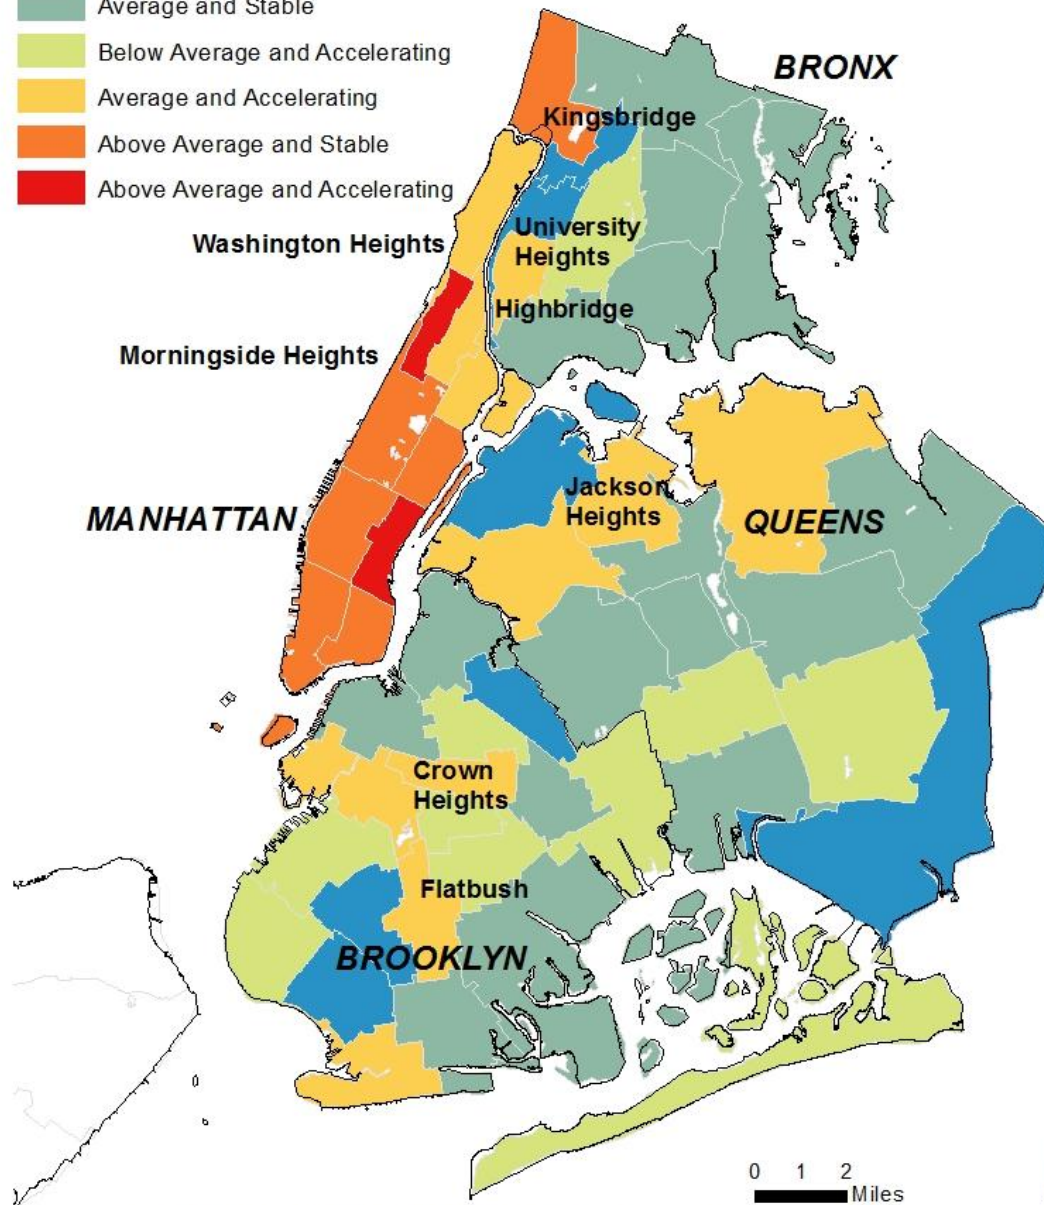 Average and Stable
Below Average and Accelerating
Average and Accelerating
Above Average and Stable
Above Average and Accelerating
BRONX
Kingsbridge
Washington Heights
University
Heights
Highbridge
Morningside Heights
MANHATTAN
Jackson
Heights
QUEENS
Crown
Heights
Flatbush
BROOKLYN
0 1 2
Miles